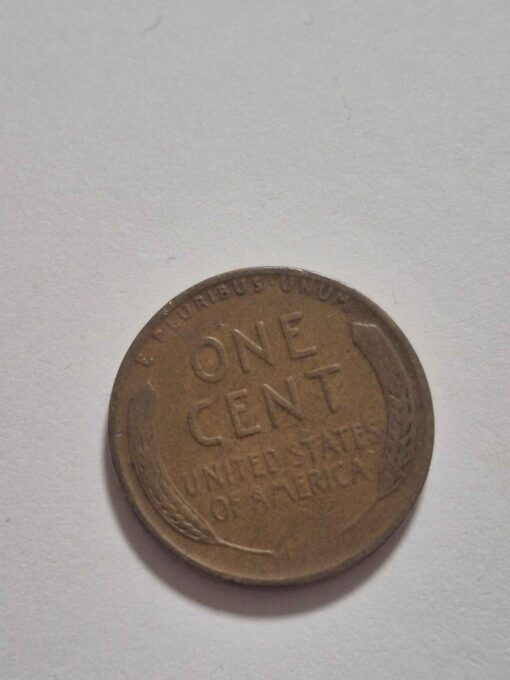 E·PLURIBUS·UNUM
ONE
CENT
UNITED·STATES
OF·AMERICA